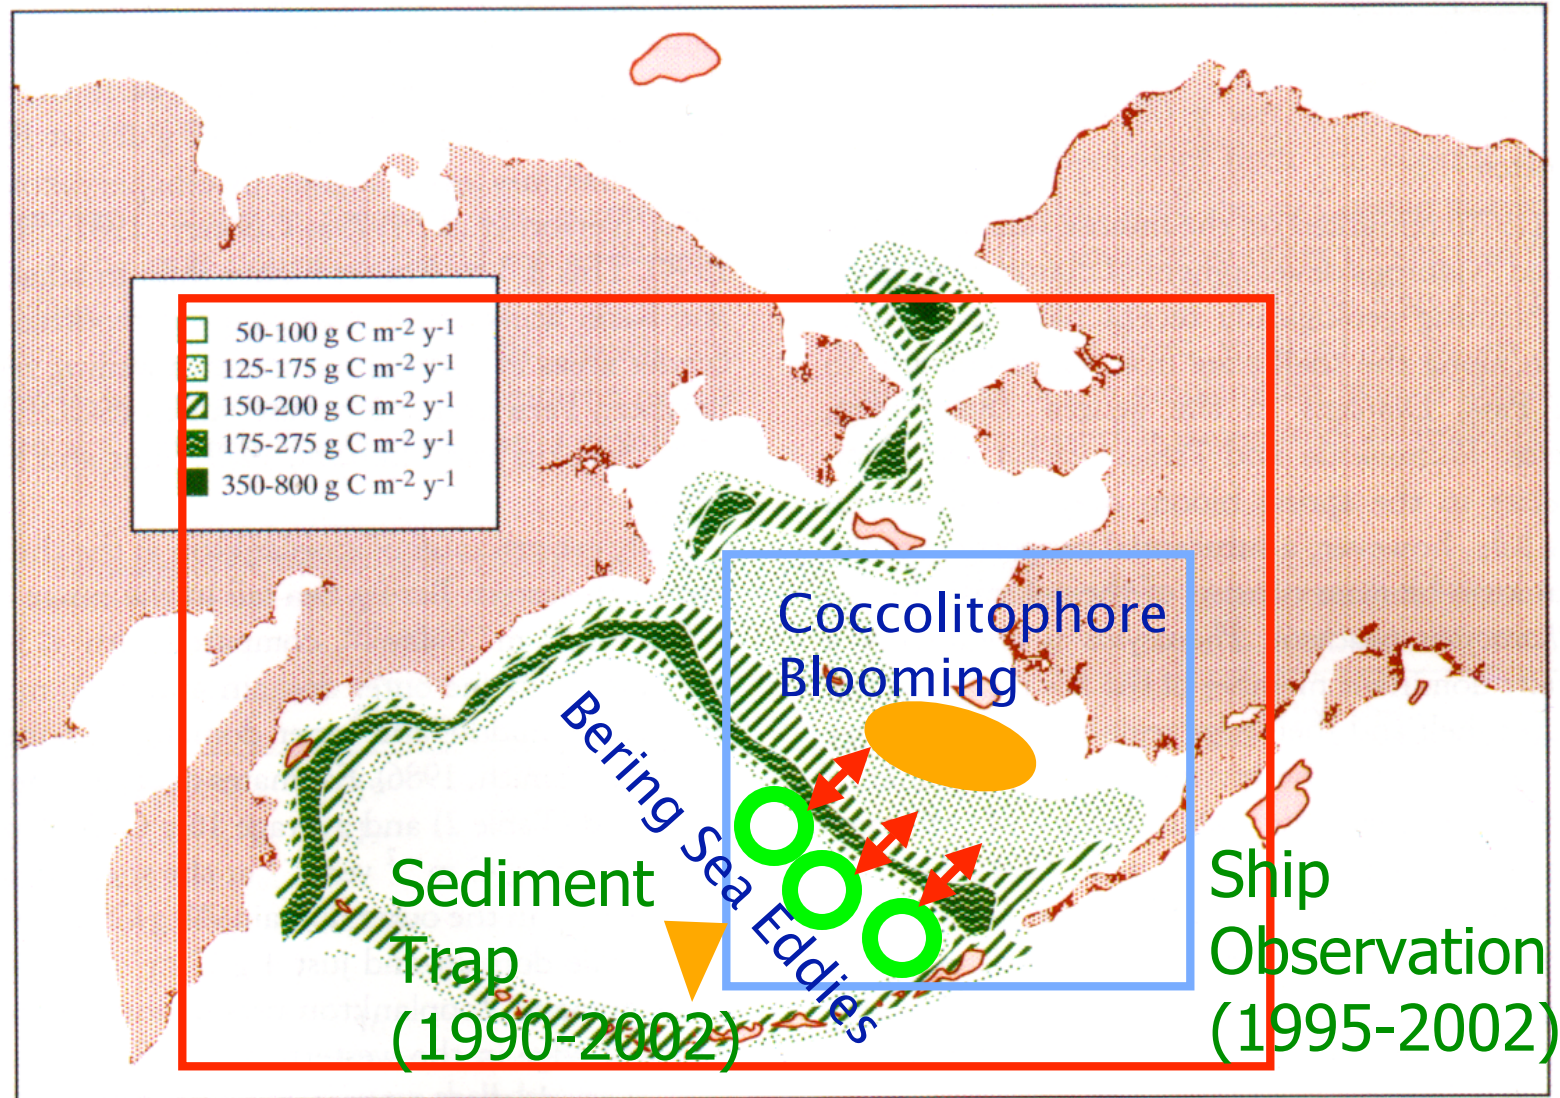 50-100 g C m-2 y-1
125-175 g C m-2 y-1
150-200 g C m-2 y-1
175-275 g C m-2 y-1
350-800 g C m-2 y-1
Coccolitophore
Blooming
Bering Sea Eddies
Sediment
Trap
(1990-2002)
Ship
Observation
(1995-2002)